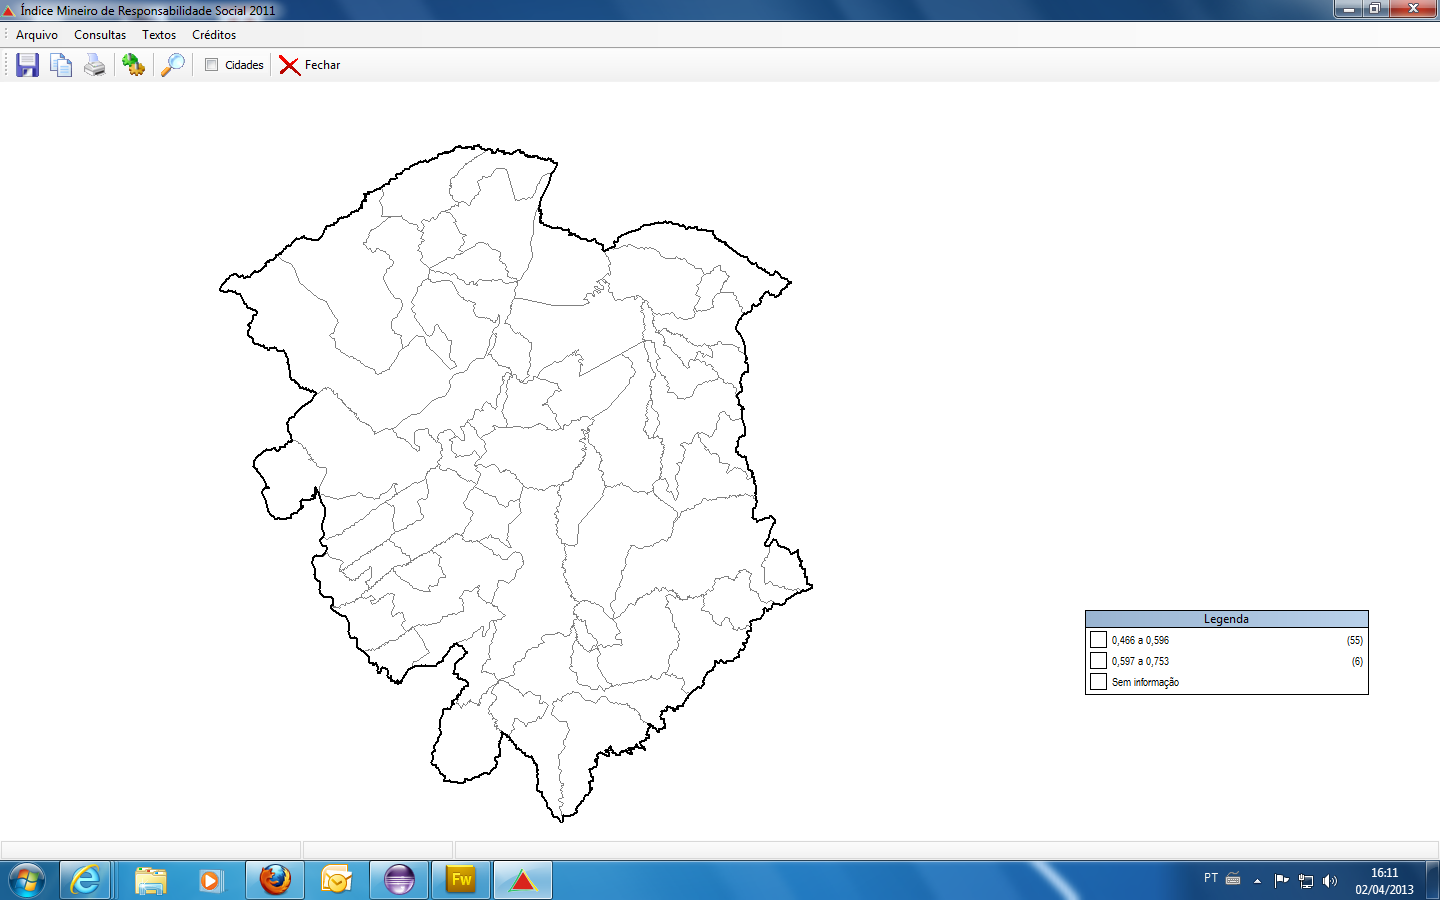 Índice Mineiro de Responsabilidade Social 2011
Arquivo Consultas Textos Créditos
Cidades Fechar
Legenda
0,466 a 0,596 (55)
0,597 a 0,753 (6)
Sem informação
Fw
PT
16:11
02/04/2013